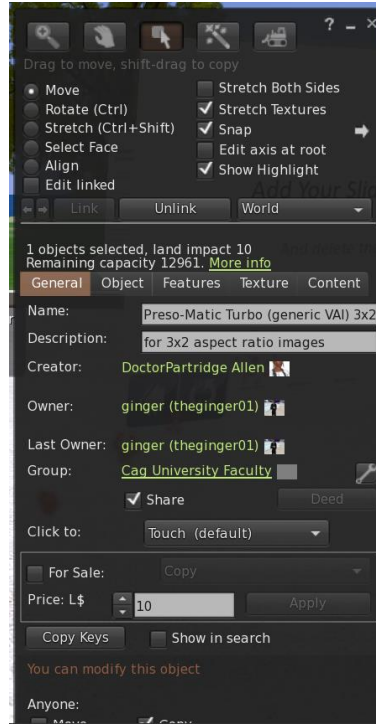 ? - ×
Drag to move, shift-drag to copy
Move
Rotate (Ctrl)
Stretch (Ctrl+Shift)
Select Face
Align
Edit linked
Stretch Both Sides
Stretch Textures
Snap
Edit axis at root
Show Highlight
Add Your Slid
Link Unlink World
1 objects selected, land impact 10
Remaining capacity 12961. More info
General Object Features Texture Content
Name: Preso-Matic Turbo (generic VAI) 3x2
Description: for 3x2 aspect ratio images
Creator: DoctorPartridge Allen
Owner: ginger (theginger01)
Last Owner: ginger (theginger01)
Group: Cag University Faculty
Share Deed
Click to: Touch (default)
For Sale: Copy
Price: L$ 10 Apply
Copy Keys Show in search
You can modify this object
Anyone:
Move Copy